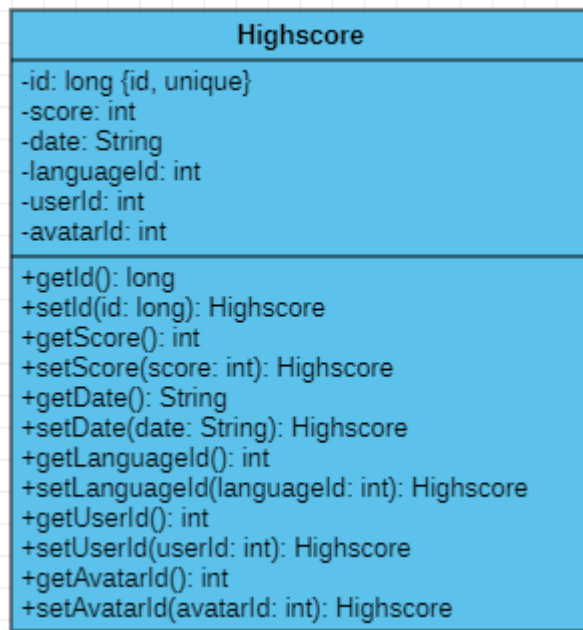 Highscore
-id: long {id, unique}
-score: int
-date: String
-languageId: int
-userId: int
-avatarId: int
+getId(): long
+setId(id: long): Highscore
+getScore(): int
+setScore(score: int): Highscore
+getDate(): String
+setDate(date: String): Highscore
+getLanguageId(): int
+setLanguageId(languageId: int): Highscore
+getUserId(): int
+setUserId(userId: int): Highscore
+getAvatarId(): int
+setAvatarId(avatarId: int): Highscore